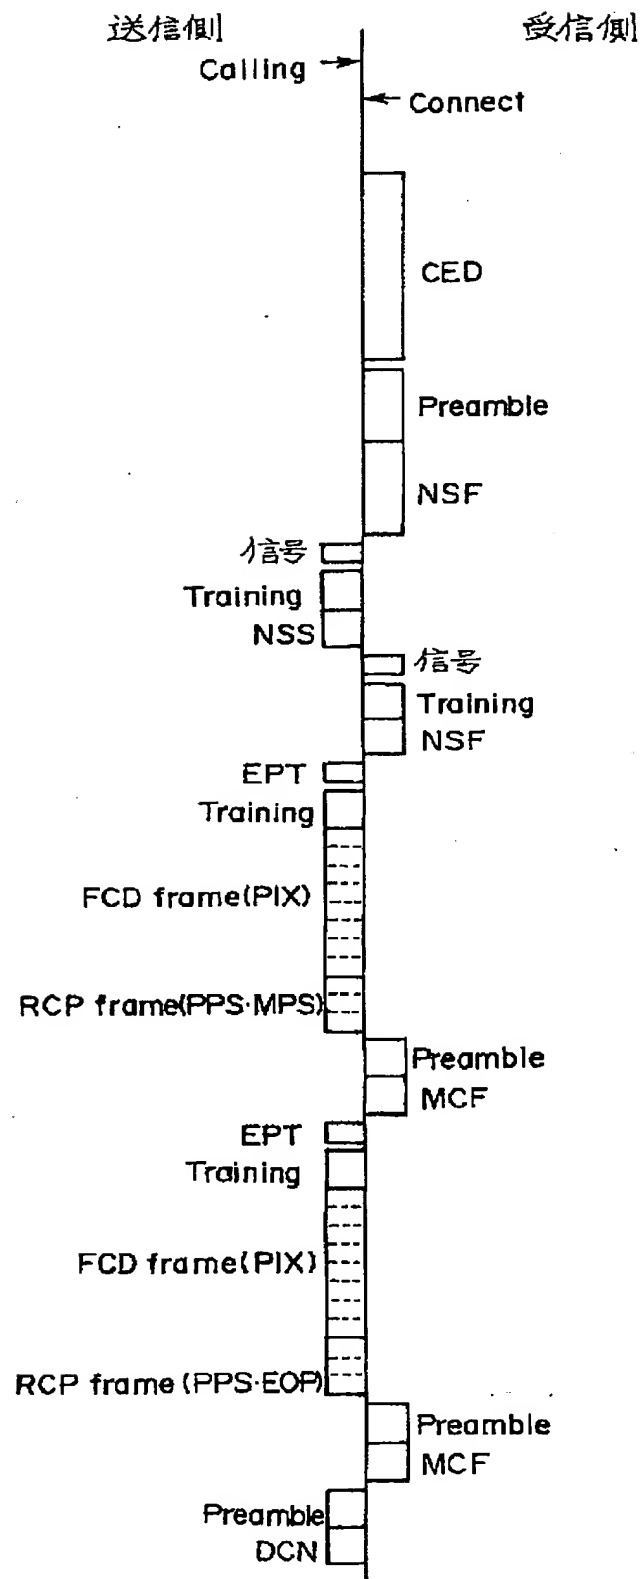 送信側
受信側
Calling
Connect
CED
Preamble
NSF
信号
Training
NSS
信号
Training
NSF
EPT
Training
FCD frame(PIX)
RCP frame(PPS·MPS)
Preamble
MCF
EPT
Training
FCD frame(PIX)
RCP frame (PPS·EOP)
Preamble
MCF
Preamble
DCN